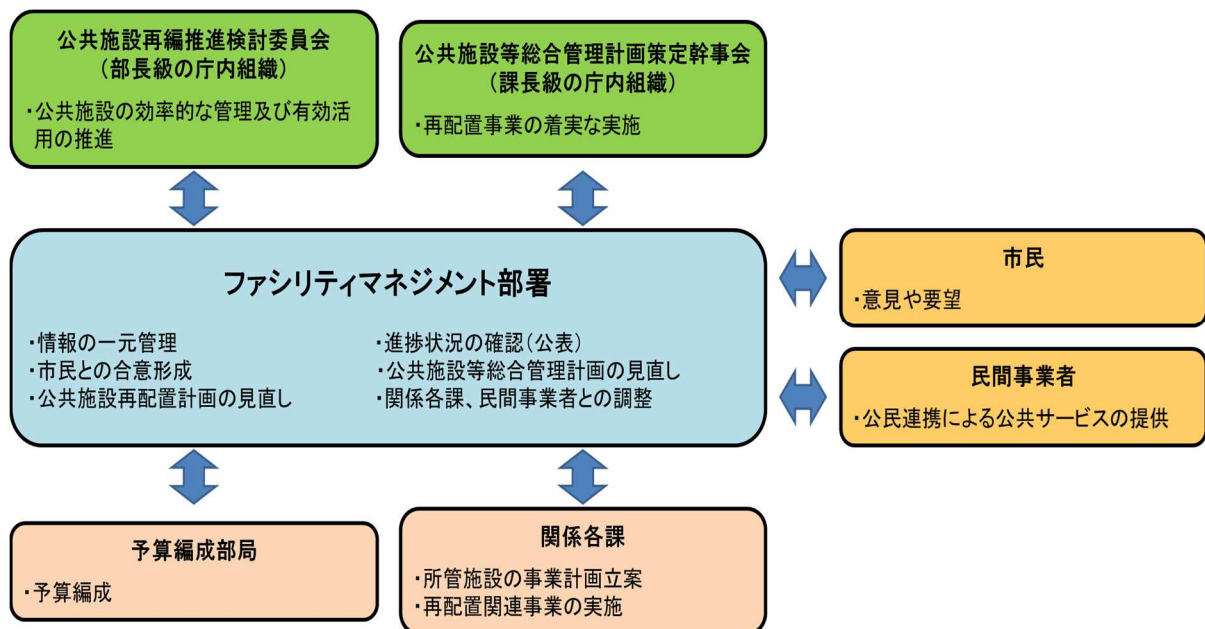 公共施設再編推進検討委員会
(部長級の庁内組織)
・公共施設の効率的な管理及び有効活
用の推進
公共施設等総合管理計画策定幹事会
(課長級の庁内組織)
・再配置事業の着実な実施
ファシリティマネジメント部署
・情報の一元管理
・市民との合意形成
・公共施設再配置計画の見直し
・進捗状況の確認(公表)
・公共施設等総合管理計画の見直し
・関係各課、民間事業者との調整
市民
・意見や要望
民間事業者
・公民連携による公共サービスの提供
予算編成部局
・予算編成
関係各課
・所管施設の事業計画立案
・再配置関連事業の実施